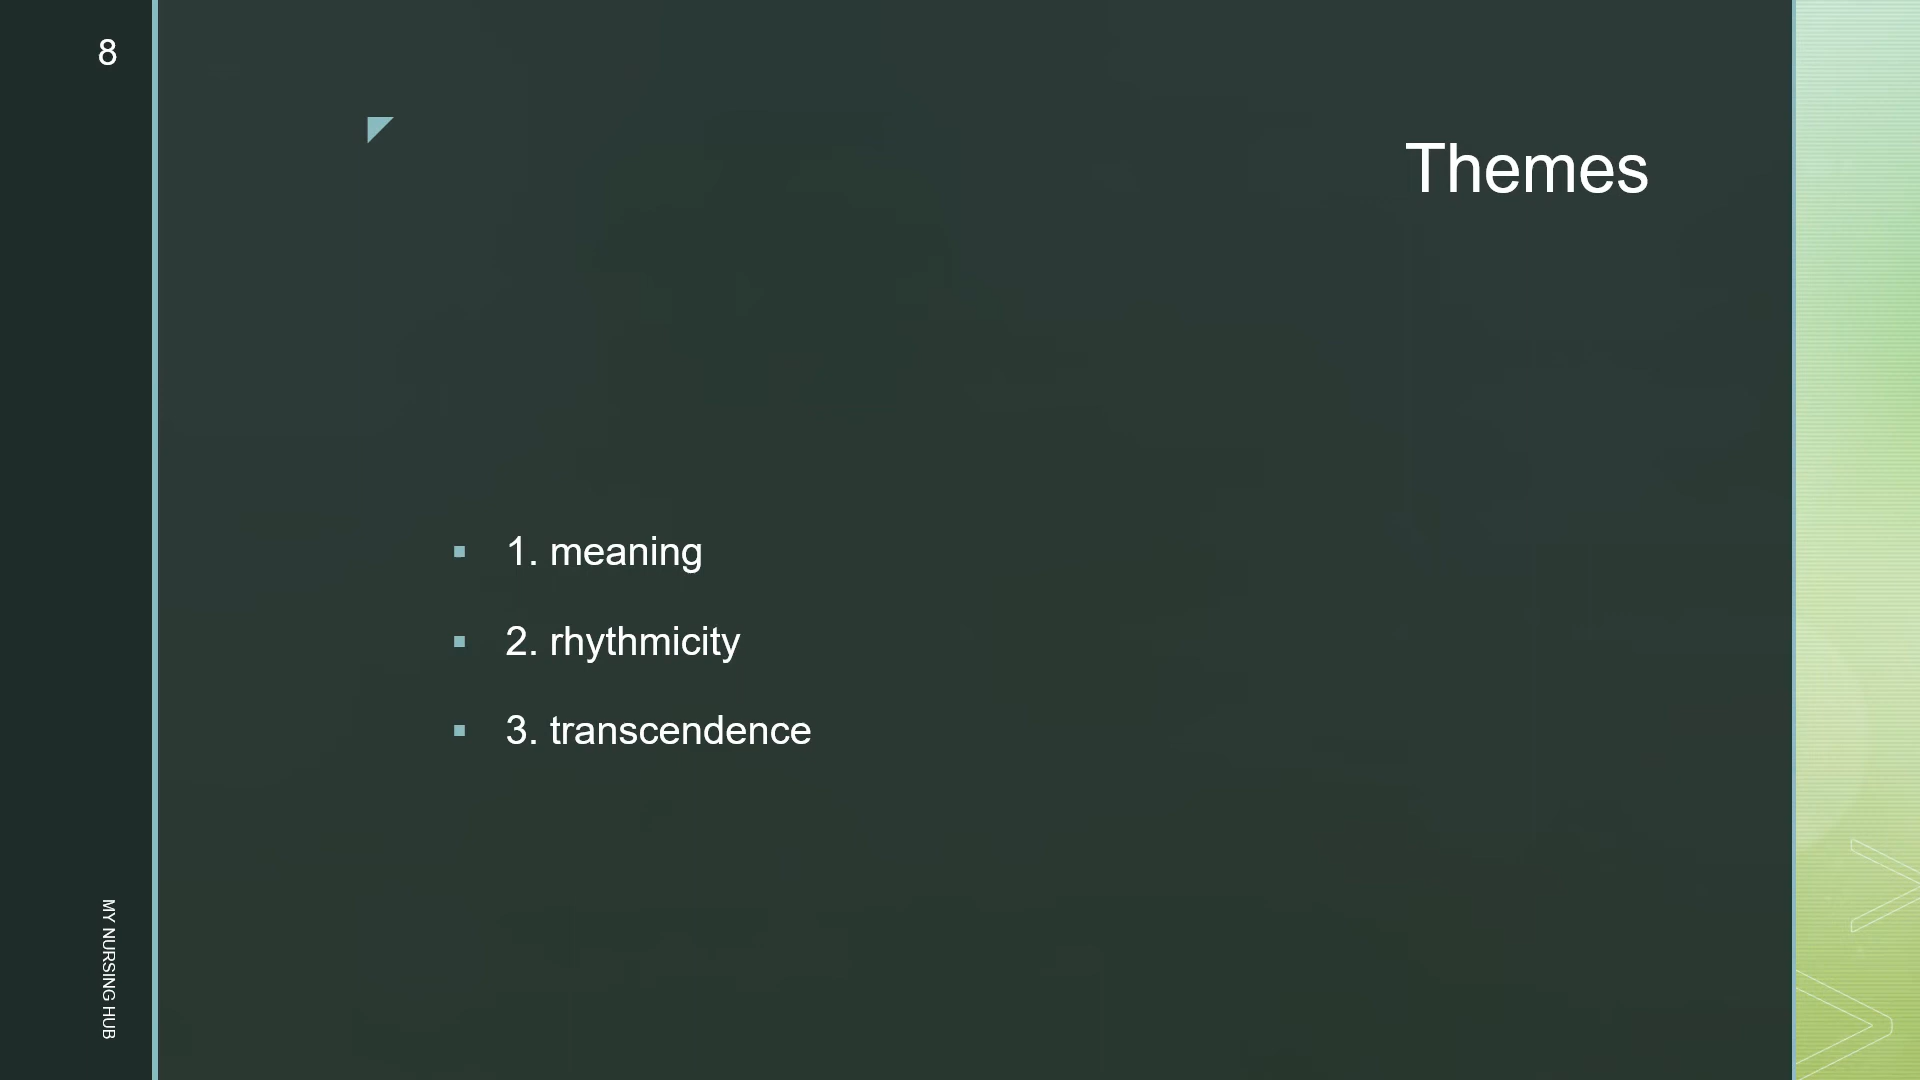 8
Themes
1. meaning
2. rhythmicity
3. transcendence
MY NURSING HUB